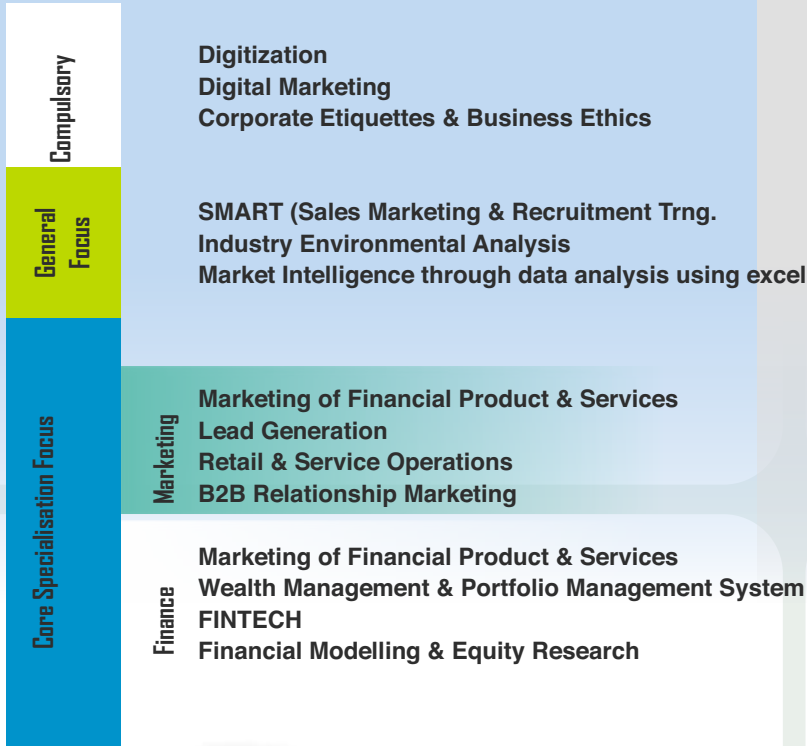 Compulsory
Digitization
Digital Marketing
Corporate Etiquettes & Business Ethics
General
Focus
SMART (Sales Marketing & Recruitment Trng.
Industry Environmental Analysis
Market Intelligence through data analysis using excel
Core Specialisation Focus
Marketing
Marketing of Financial Product & Services
Lead Generation
Retail & Service Operations
B2B Relationship Marketing
Finance
Marketing of Financial Product & Services
Wealth Management & Portfolio Management System
FINTECH
Financial Modelling & Equity Research